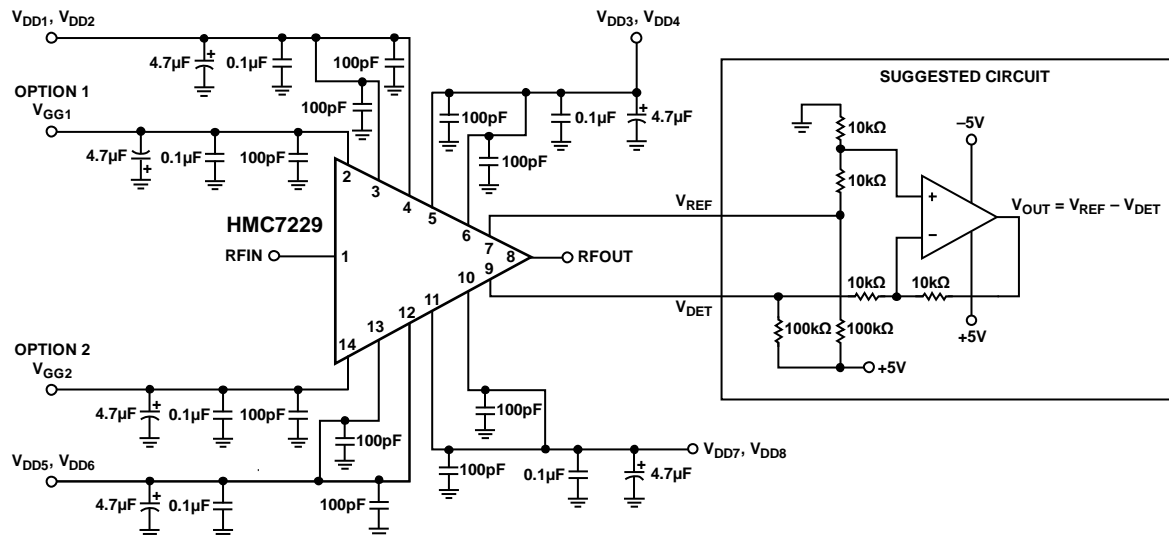 VDD1, VDD2
4.7µF
+
0.1µF
100pF
100pF
OPTION 1
VGG1
4.7µF
+
0.1µF
100pF
VDD3, VDD4
100pF
100pF
0.1µF
+
4.7µF
HMC7229
RFIN
1
2
3
4
5
6
7
8
9
10
11
12
13
14
RFOUT
VREF
VDET
SUGGESTED CIRCUIT
10kΩ
10kΩ
–5V
+
–
VOUT = VREF – VDET
10kΩ
10kΩ
100kΩ
100kΩ
+5V
+5V
OPTION 2
VGG2
4.7µF
+
0.1µF
100pF
100pF
VDD5, VDD6
4.7µF
+
0.1µF
100pF
100pF
100pF
0.1µF
+
4.7µF
VDD7, VDD8